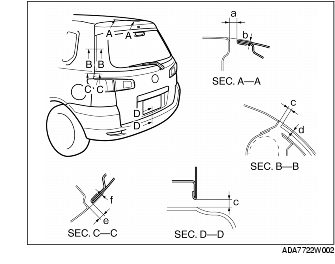 a
A A
b
B B
SEC. A—A
C C
c
D
d
D
SEC. B—B
f
c
e
SEC. C—C
SEC. D—D
ADA7722W002